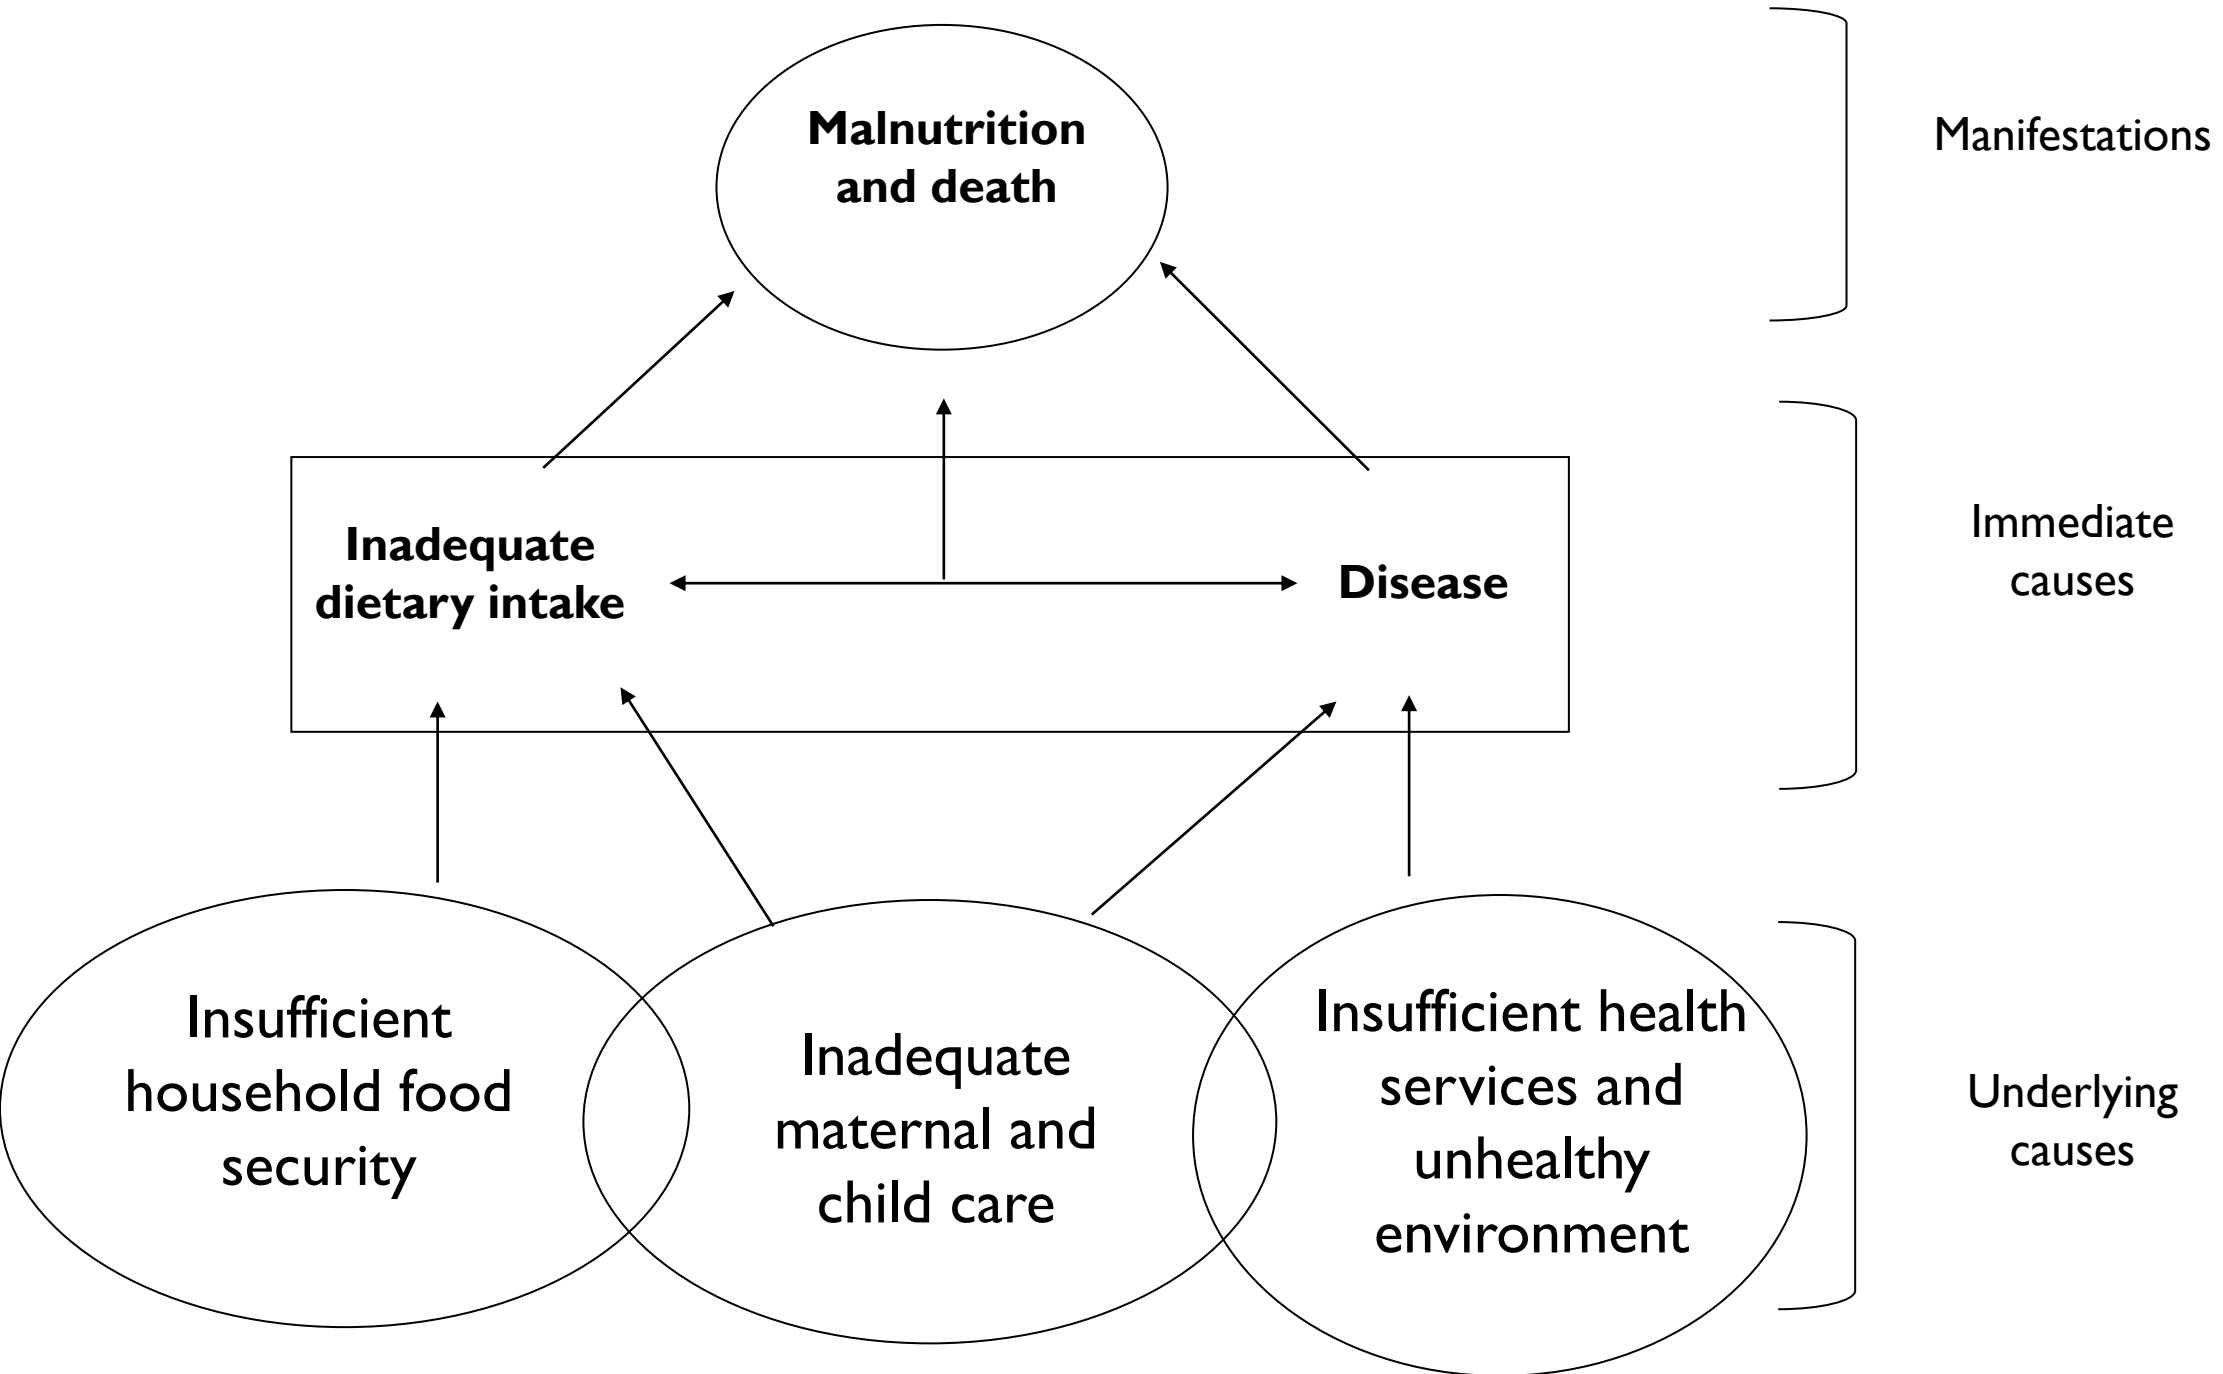 Malnutrition
and death
Manifestations
Inadequate
dietary intake
Disease
Immediate
causes
Insufficient
household food
security
Inadequate
maternal and
child care
Insufficient health
services and
unhealthy
environment
Underlying
causes